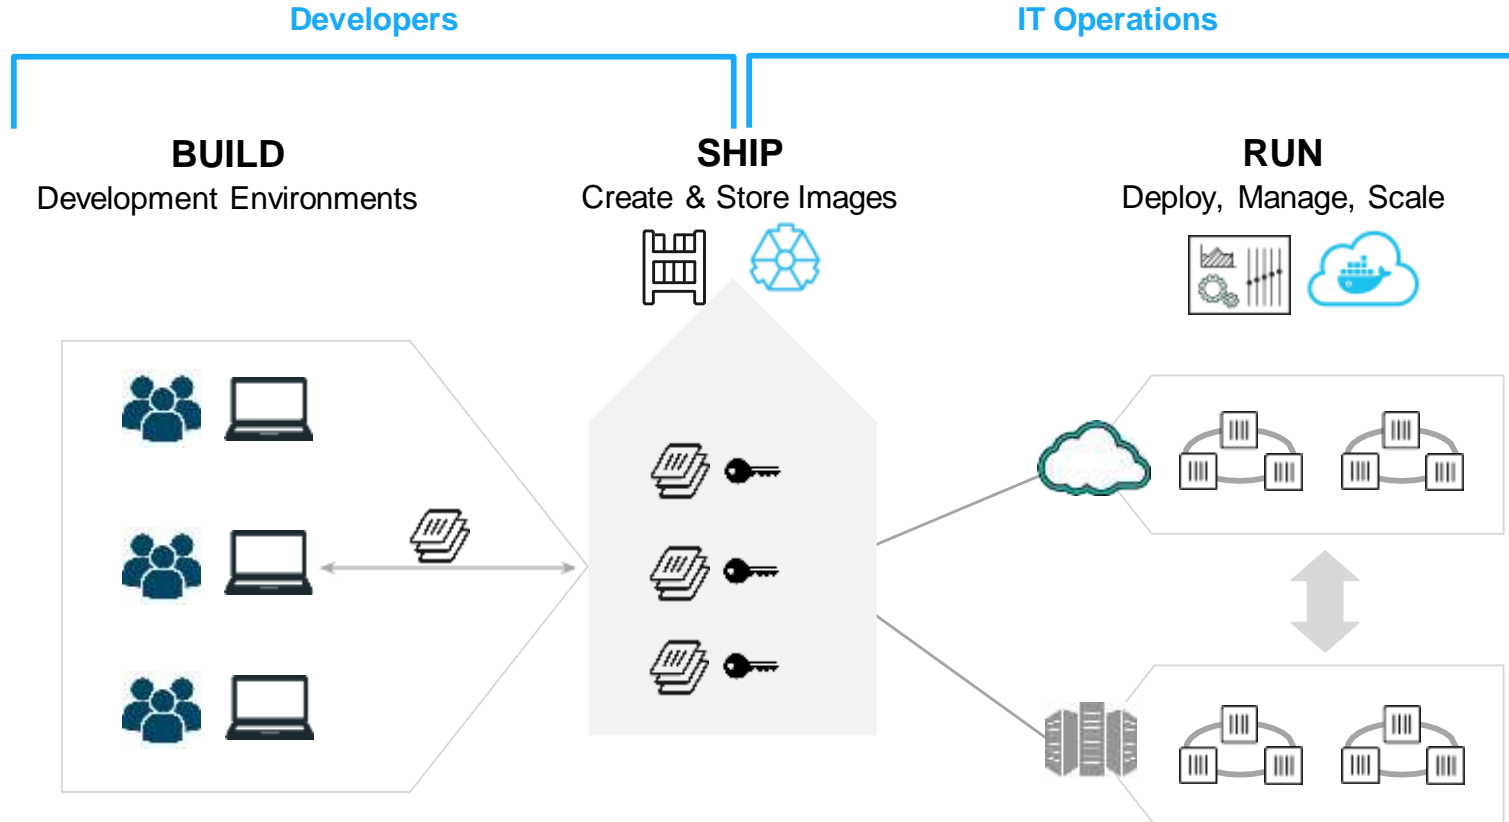 Developers
IT Operations
BUILD
Development Environments
SHIP
Create & Store Images
RUN
Deploy, Manage, Scale